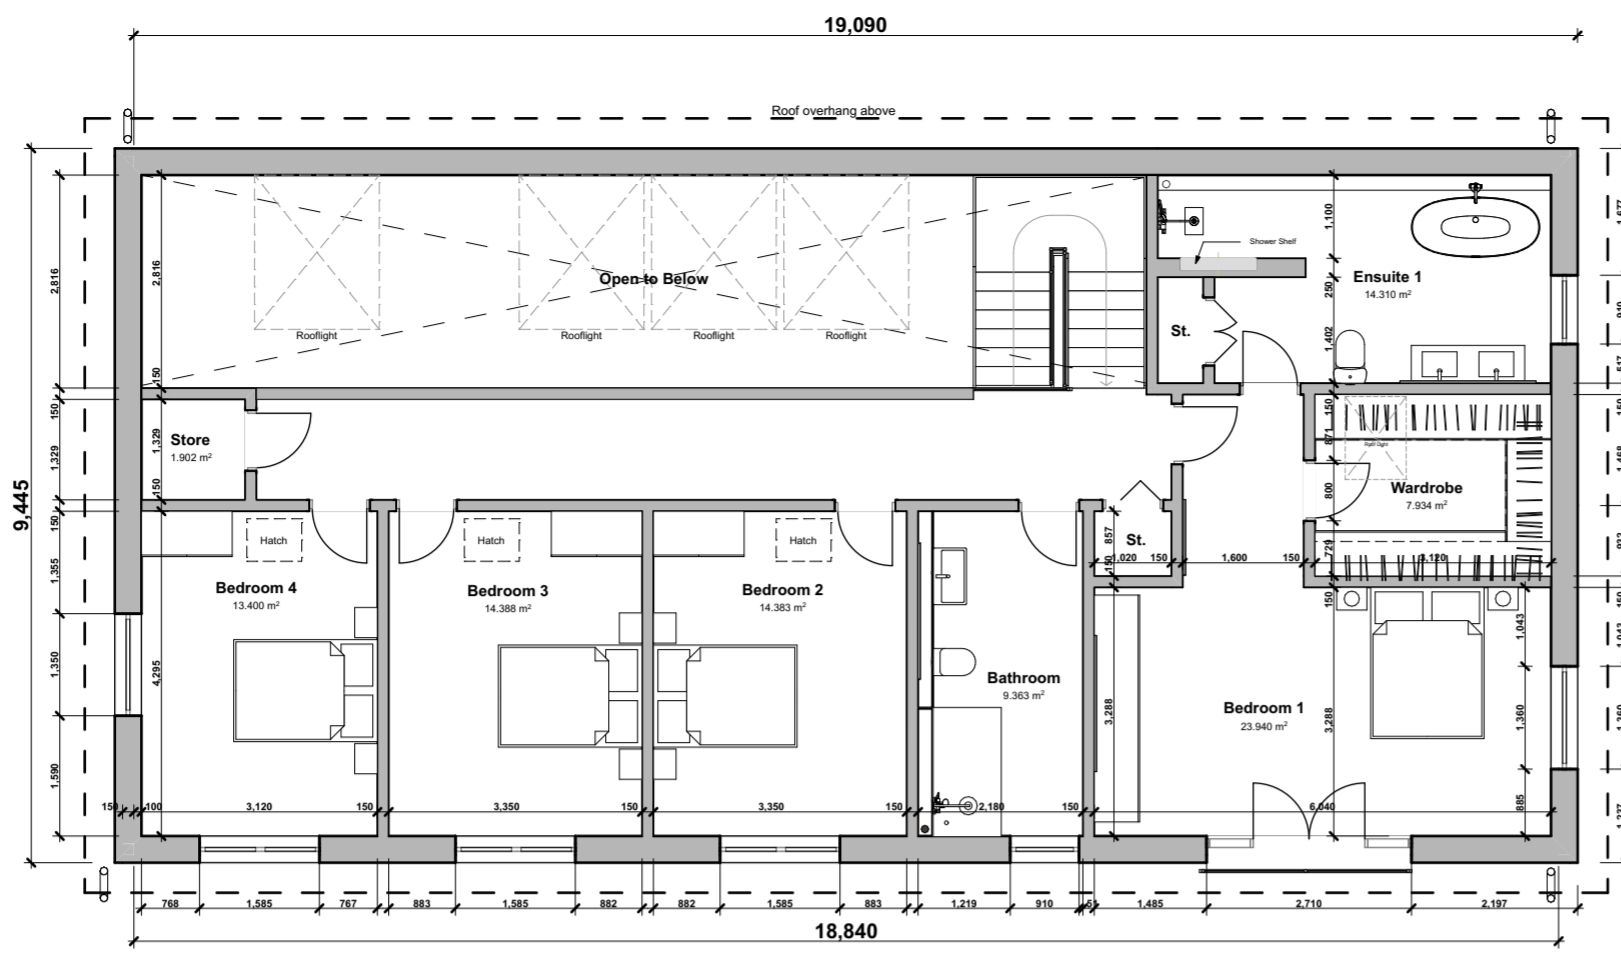 19,090
Roof overhang above
9,445
2,816
150
1,329
150
1,355
1,350
1,590
2,816
150
1,329
150
4,295
Rooflight
Rooflight
Rooflight
Rooflight
Open to Below
Shower Shelf
Ensuite 1
14.310 m²
St.
1,100
250
1,402
150
871
800
729
150
3,288
Store
1.902 m²
Wardrobe
7.934 m²
Hatch
Hatch
Hatch
St.
857
150
1,020
150
1,600
150
3,120
Bedroom 4
13.400 m²
Bedroom 3
14.388 m²
Bedroom 2
14.383 m²
Bathroom
9.363 m²
Bedroom 1
23.940 m²
3,288
1,043
1,360
885
150
100
3,120
150
3,350
150
3,350
150
2,180
150
6,040
768
1,585
767
883
1,585
882
882
1,585
883
1,219
910
1,485
2,710
2,197
18,840